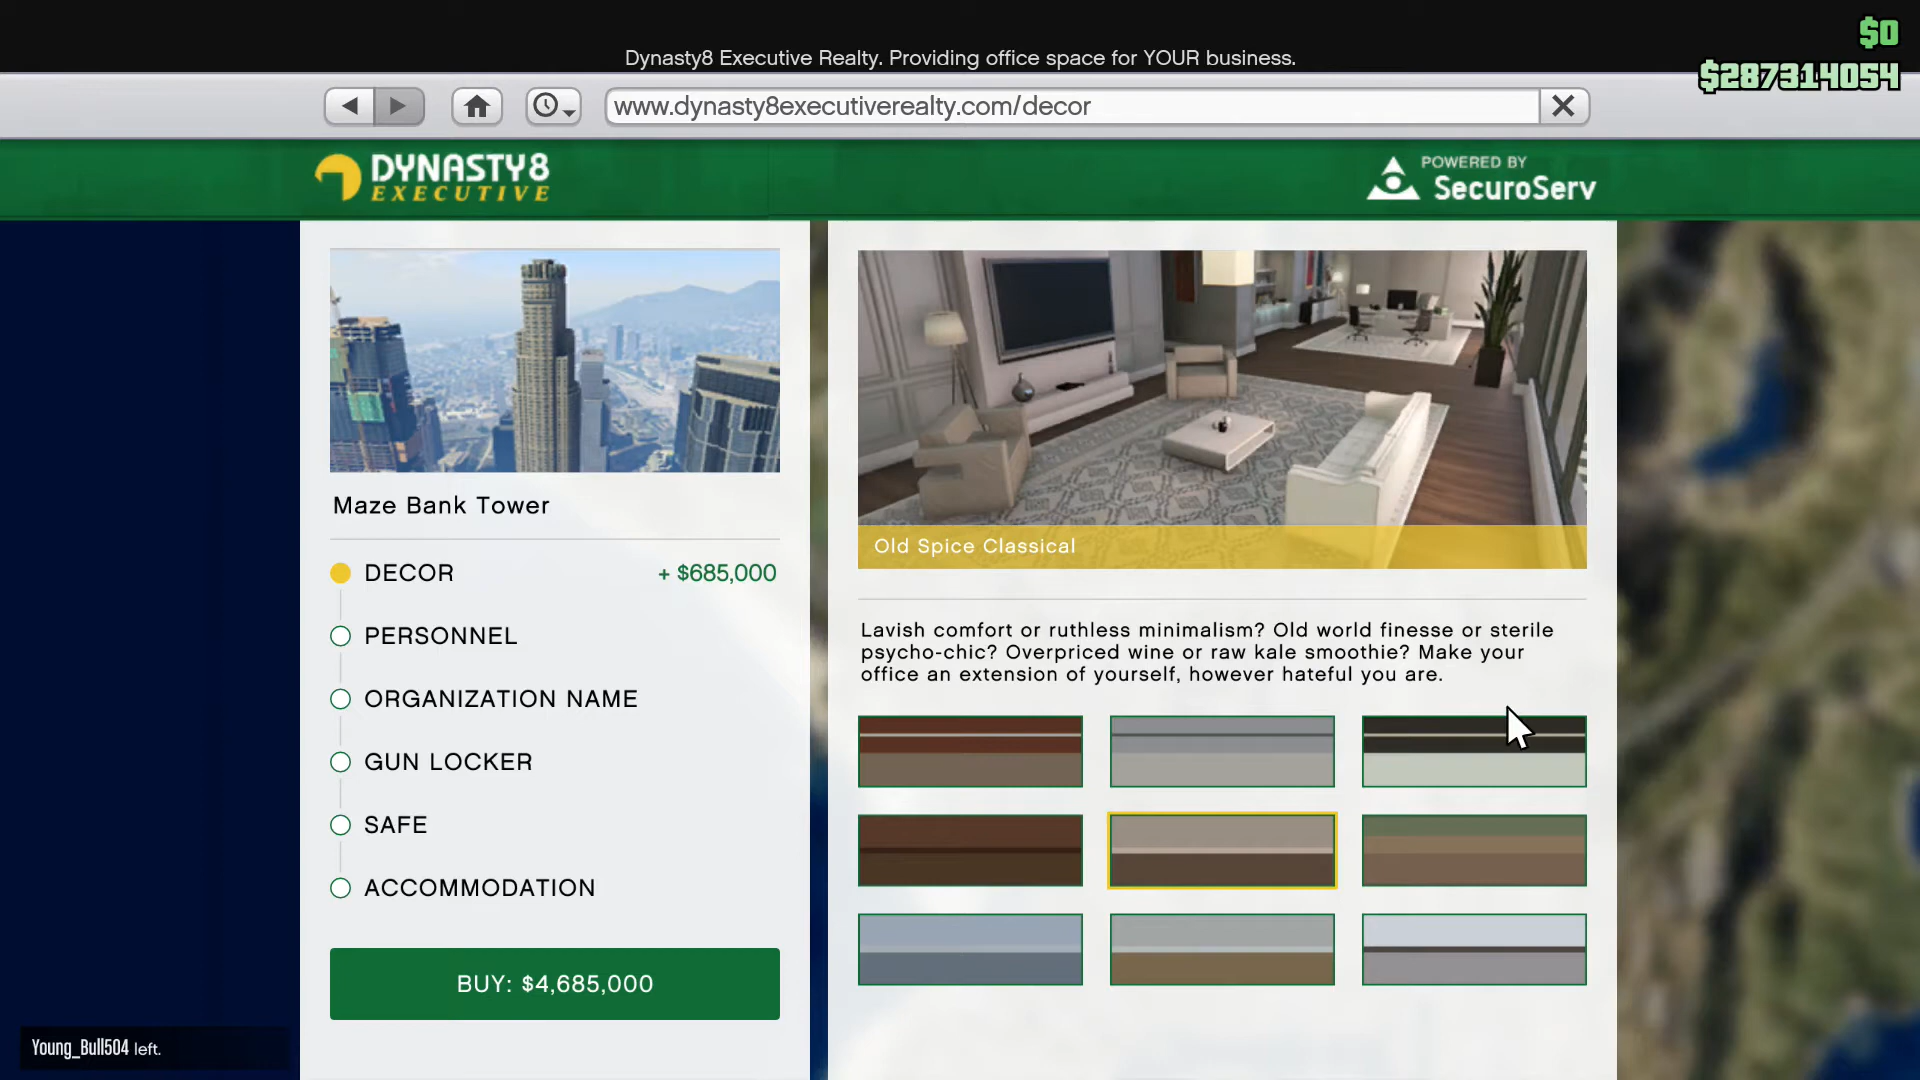 $0
$287314054
Dynasty8 Executive Realty. Providing office space for YOUR business.
www.dynasty8executiverealty.com/decor
DYNASTY8
EXECUTIVE
POWERED BY
SecuroServ
Maze Bank Tower
DECOR + $685,000
PERSONNEL
ORGANIZATION NAME
GUN LOCKER
SAFE
ACCOMMODATION
BUY: $4,685,000
Old Spice Classical
Lavish comfort or ruthless minimalism? Old world finesse or sterile
psycho-chic? Overpriced wine or raw kale smoothie? Make your
office an extension of yourself, however hateful you are.
Young_Bull504 left.